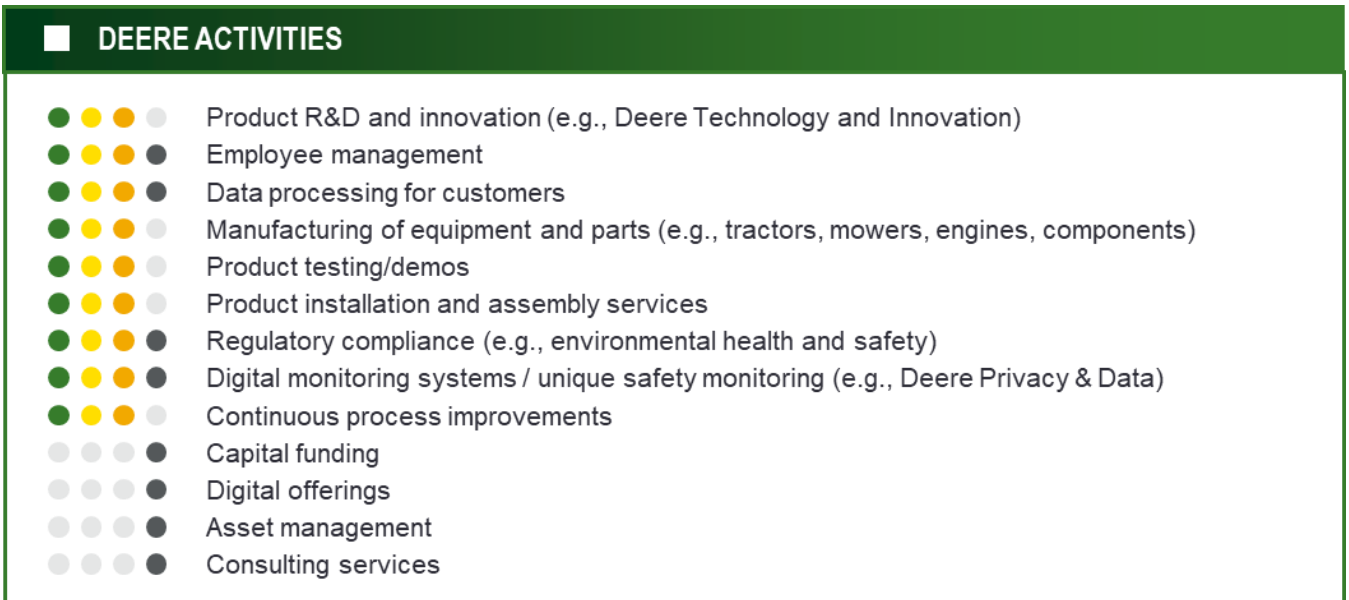 DEERE ACTIVITIES
Product R&D and innovation (e.g., Deere Technology and Innovation)
Employee management
Data processing for customers
Manufacturing of equipment and parts (e.g., tractors, mowers, engines, components)
Product testing/demos
Product installation and assembly services
Regulatory compliance (e.g., environmental health and safety)
Digital monitoring systems / unique safety monitoring (e.g., Deere Privacy & Data)
Continuous process improvements
Capital funding
Digital offerings
Asset management
Consulting services